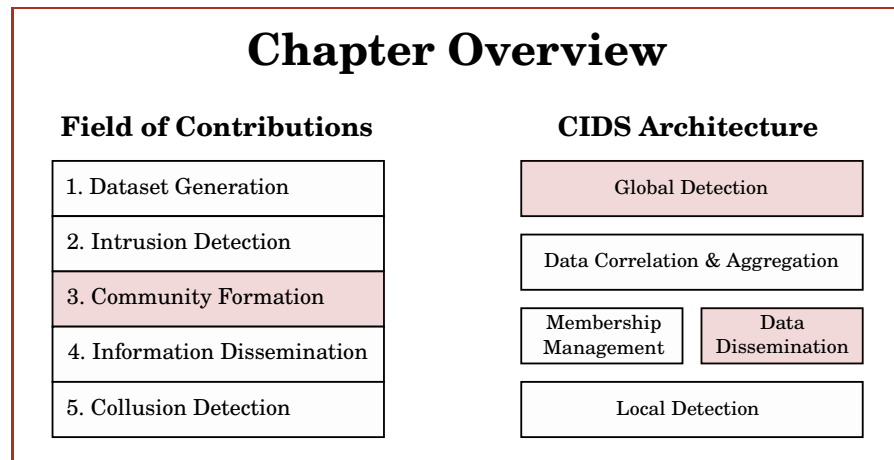 Chapter Overview
Field of Contributions
1. Dataset Generation
2. Intrusion Detection
3. Community Formation
4. Information Dissemination
5. Collusion Detection
CIDS Architecture
Global Detection
Data Correlation & Aggregation
Membership
Management
Data
Dissemination
Local Detection